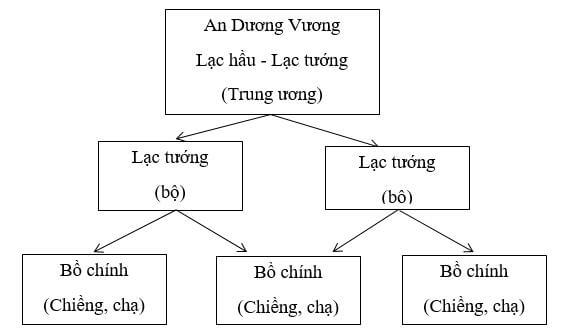 An Dương Vương
Lạc hầu - Lạc tướng
(Trung ương)
Lạc tướng
(bộ)
Lạc tướng
(bô)
Bồ chính
(Chiềng, chạ)
Bồ chính
(Chiềng, chạ)
Bồ chính
(Chiềng, chạ)